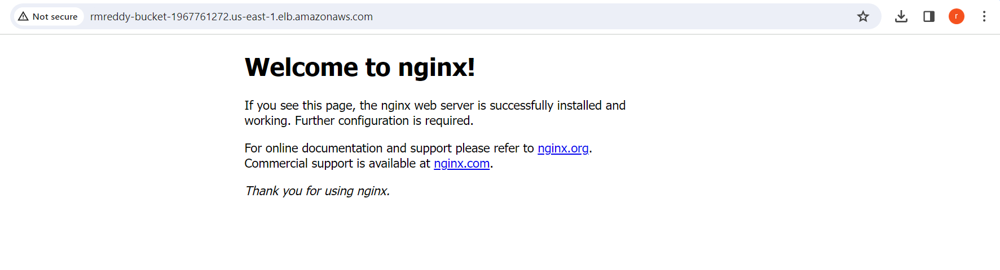 Not secure rmreddy-bucket-1967761272.us-east-1.elb.amazonaws.com r
Welcome to nginx!
If you see this page, the nginx web server is successfully installed and
working. Further configuration is required.
For online documentation and support please refer to nginx.org.
Commercial support is available at nginx.com.
Thank you for using nginx.